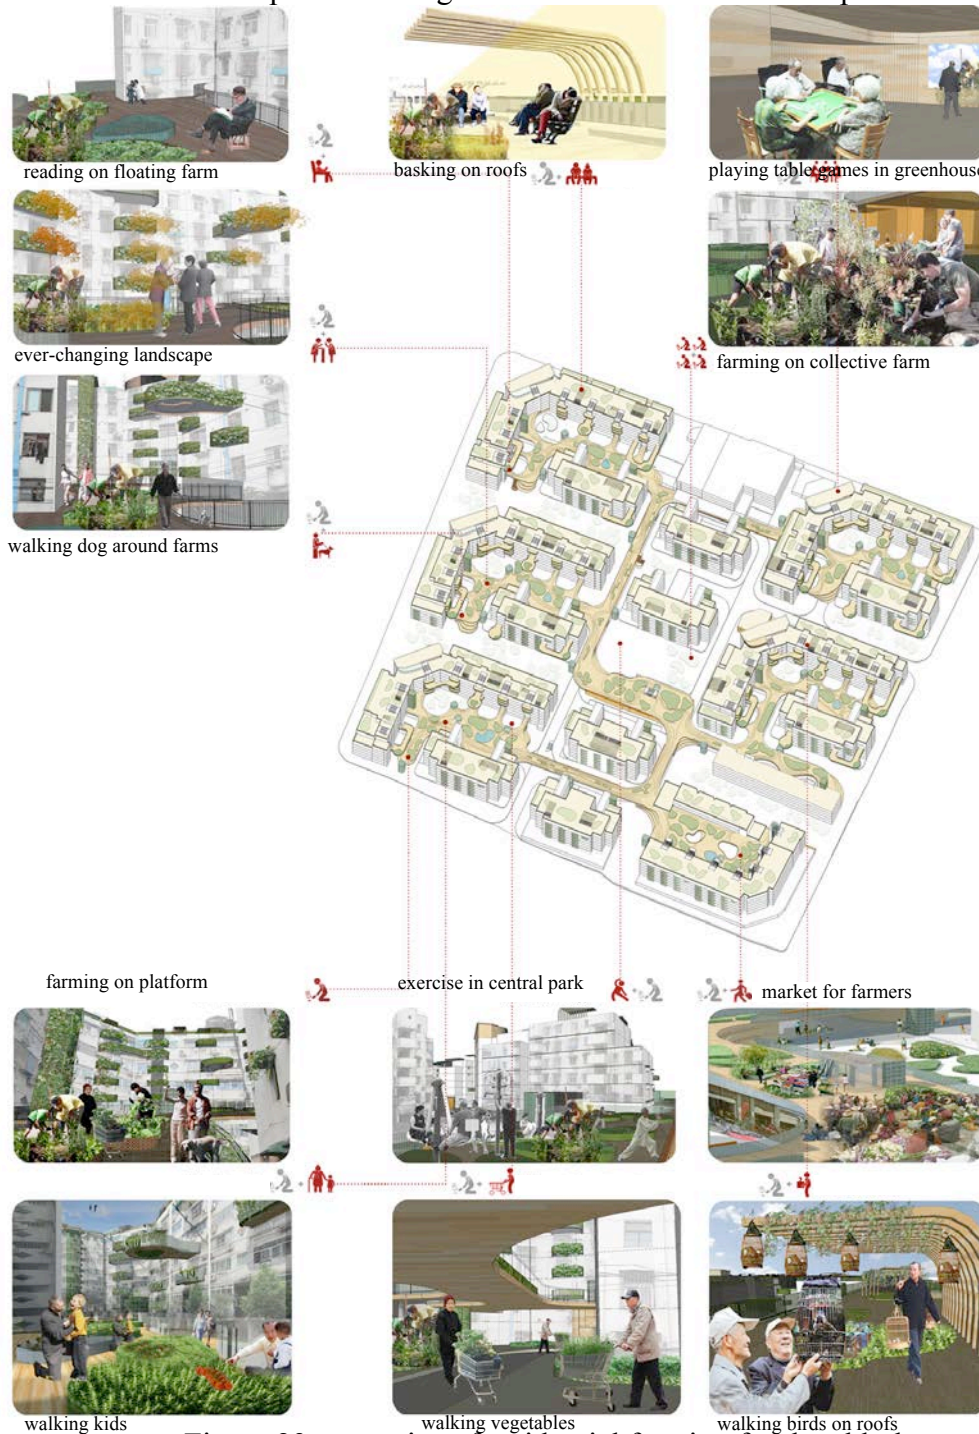 reading on floating farm
basking on roofs
playing table games in greenhouse
ever-changing landscape
farming on collective farm
walking dog around farms
farming on platform
exercise in central park
market for farmers
walking kids
walking vegetables
walking birds on roofs